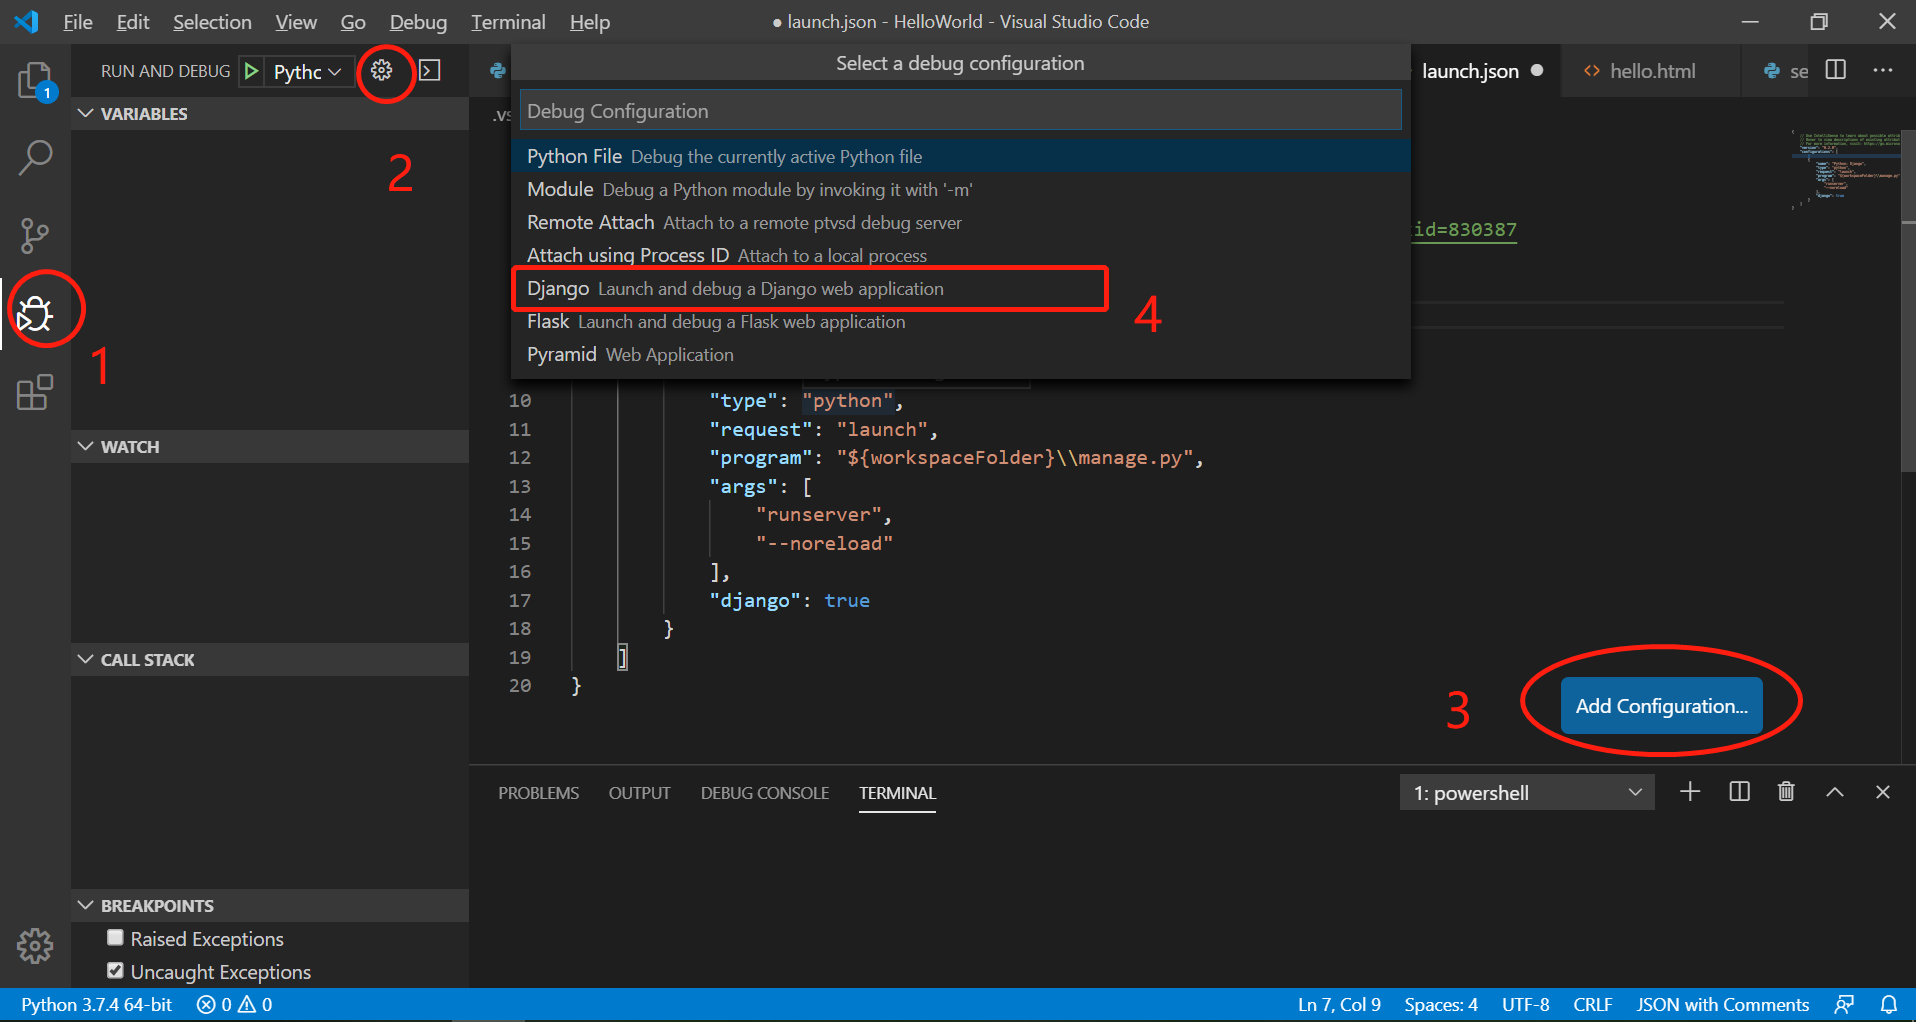 File Edit Selection View Go Debug Terminal Help
● launch.json - HelloWorld - Visual Studio Code
RUN AND DEBUG
Pythc
launch.json
hello.html
se
1
VARIABLES
2
Select a debug configuration
Debug Configuration
.vs
Python File Debug the currently active Python file
Module Debug a Python module by invoking it with '-m'
Remote Attach Attach to a remote ptvsd debug server
Attach using Process ID Attach to a local process
Django Launch and debug a Django web application
Flask Launch and debug a Flask web application
Pyramid Web Application
id=830387
4
1
10 "type": "python",
11 "request": "launch",
12 "program": "${workspaceFolder}\\manage.py",
13 "args": [
14 "runserver",
15 "--noreload"
16 ],
17 "django": true
18 }
19 ]
20 }
WATCH
CALL STACK
3
Add Configuration...
PROBLEMS OUTPUT DEBUG CONSOLE TERMINAL
1: powershell
BREAKPOINTS
Raised Exceptions
Uncaught Exceptions
Python 3.7.4 64-bit 0 0
Ln 7, Col 9 Spaces: 4 UTF-8 CRLF JSON with Comments